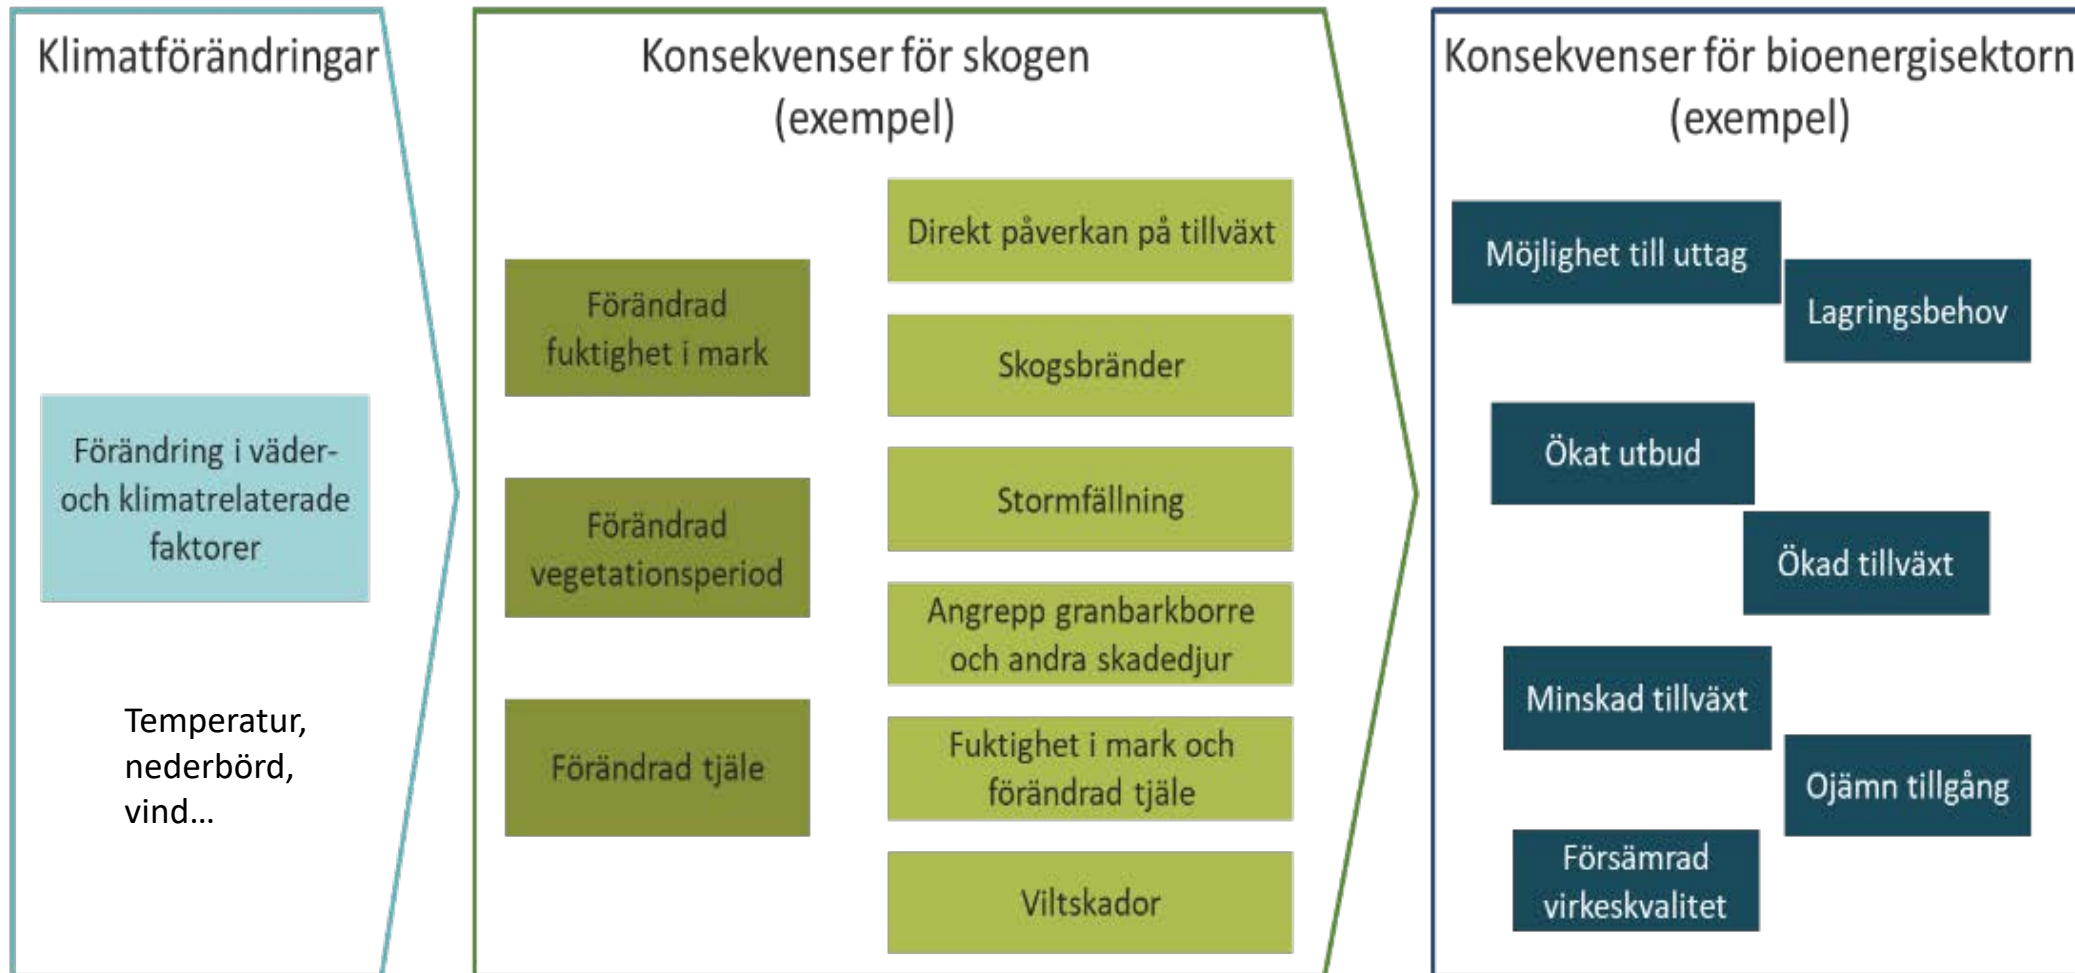 Klimatförändringar
Förändring i väder-
och klimatrelaterade
faktorer
Temperatur,
nederbörd,
vind...
Konsekvenser för skogen
(exempel)
Förändrad
fuktighet i mark
Förändrad
vegetationsperiod
Förändrad tjäle
Direkt påverkan på tillväxt
Skogsbränder
Stormfällning
Angrepp granbarkborre
och andra skadedjur
Fuktighet i mark och
förändrad tjäle
Viltskador
Konsekvenser för bioenergisektorn
(exempel)
Möjlighet till uttag
Lagringsbehov
Ökat utbud
Ökad tillväxt
Minskad tillväxt
Ojämn tillgång
Försämrad
virkeskvalitet